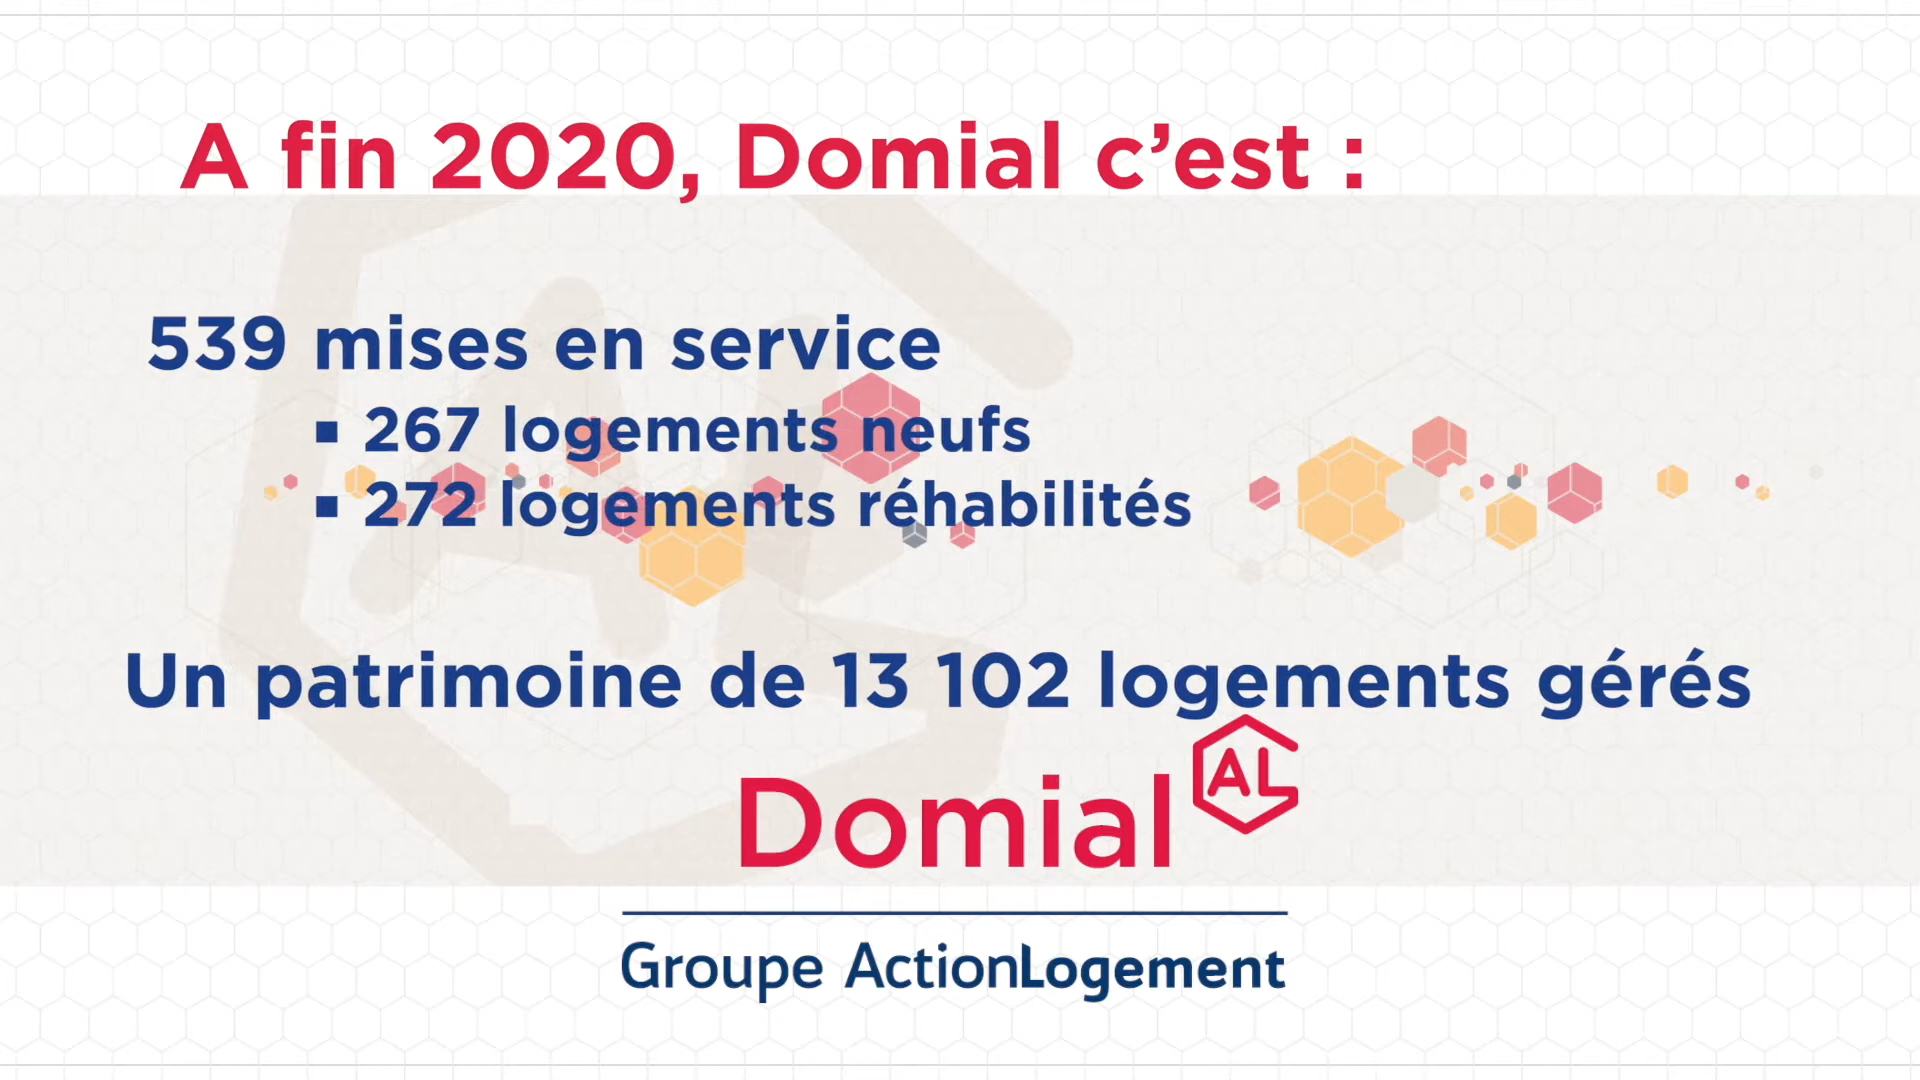 A fin 2020, Domial c’est :
539 mises en service
▪ 267 logements neufs
▪ 272 logements réhabilités
Un patrimoine de 13 102 logements gérés
Domial AL
Groupe ActionLogement